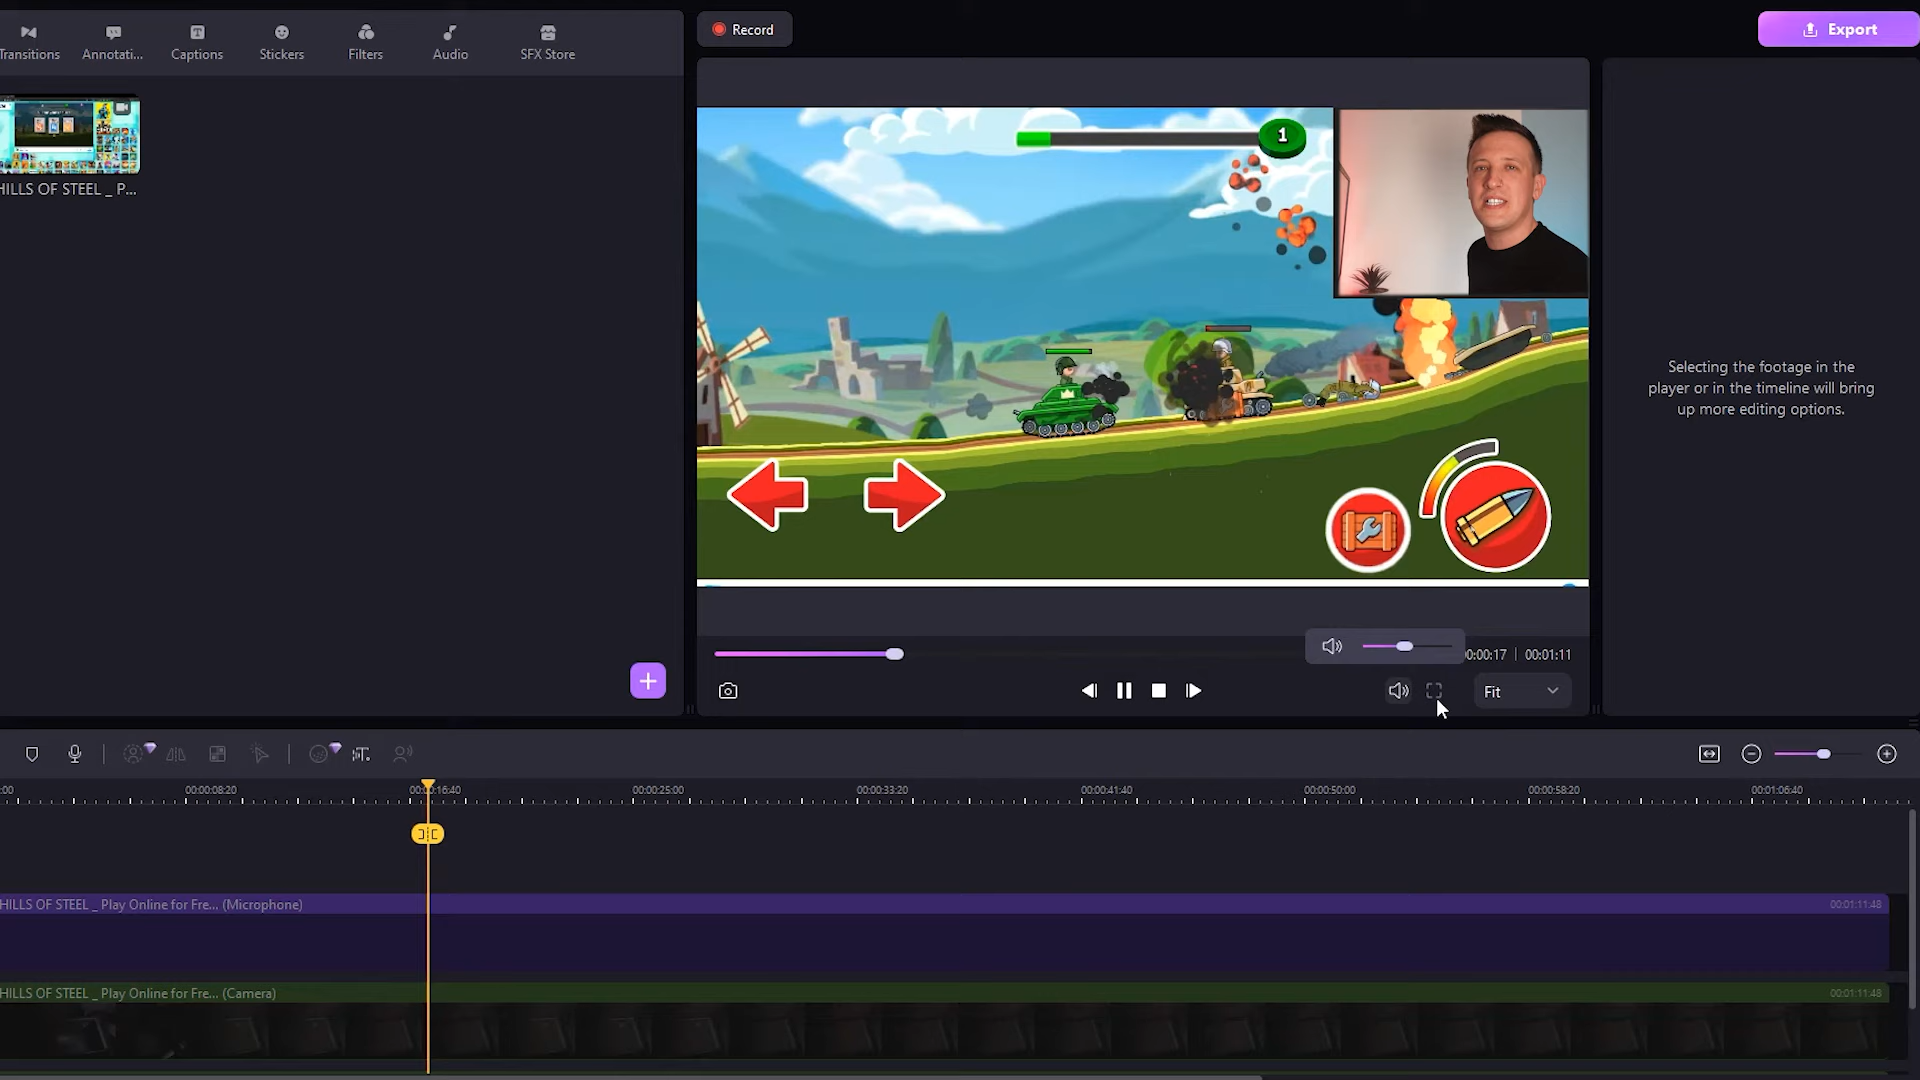 Transitions
Annotati...
Captions
Stickers
Filters
Audio
SFX Store
Record
Export
HILLS OF STEEL _ P...
1
Selecting the footage in the
player or in the timeline will bring
up more editing options.
00:00:17 | 00:01:11
Fit
:00
00:00:08:20
00:00:16:40
00:00:25:00
00:00:33:20
00:00:41:40
00:00:50:00
00:00:58:20
00:01:06:40
HILLS OF STEEL _ Play Online for Fre... (Microphone)
00:01:11:48
HILLS OF STEEL _ Play Online for Fre... (Camera)
00:01:11:48